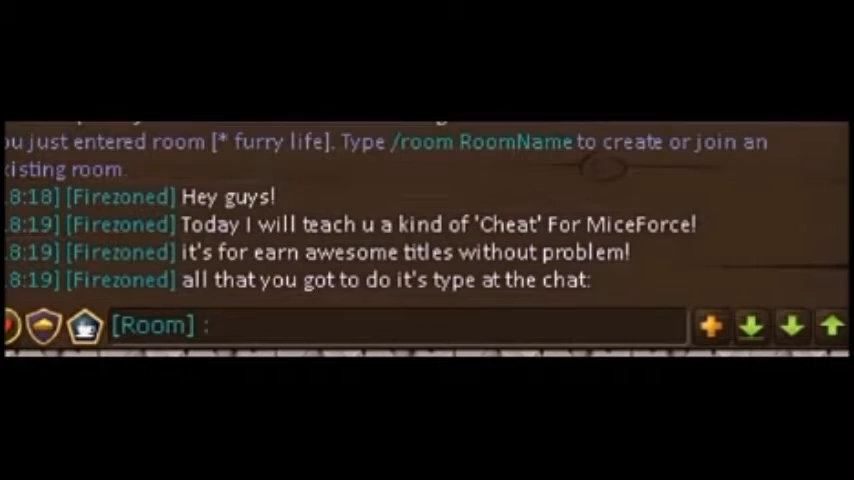 ou just entered room [* furry life]. Type /room RoomName to create or join an
xisting room.
8:18] [Firezoned] Hey guys!
8:19] [Firezoned] Today I will teach u a kind of 'Cheat' For MiceForce!
8:19] [Firezoned] it's for earn awesome titles without problem!
8:19] [Firezoned] all that you got to do it's type at the chat:
[Room] :